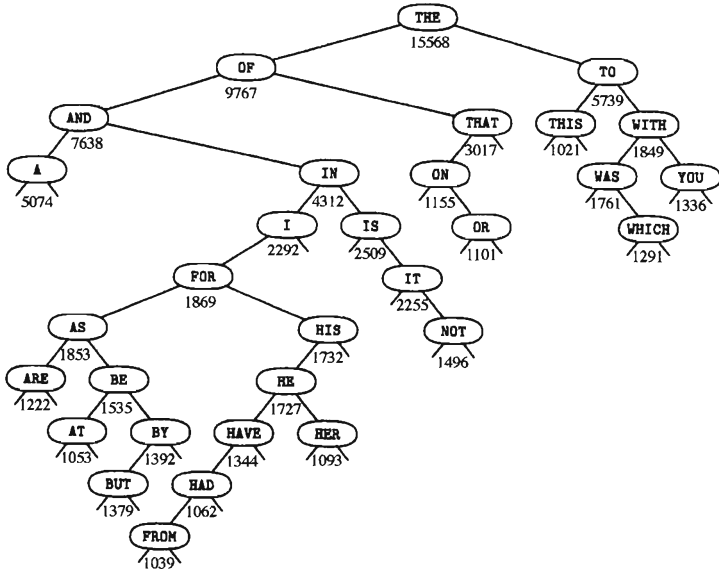 THE
15568
OF
9767
TO
5739
AND
7638
THAT
3017
THIS
1021
WITH
1849
A
5074
IN
4312
ON
1155
WAS
1761
YOU
1336
I
2292
IS
2509
OR
1101
WHICH
1291
FOR
1869
IT
2255
AS
1853
HIS
1732
NOT
1496
ARE
1222
BE
1535
HE
1727
AT
1053
BY
1392
HAVE
1344
HER
1093
BUT
1379
HAD
1062
FROM
1039